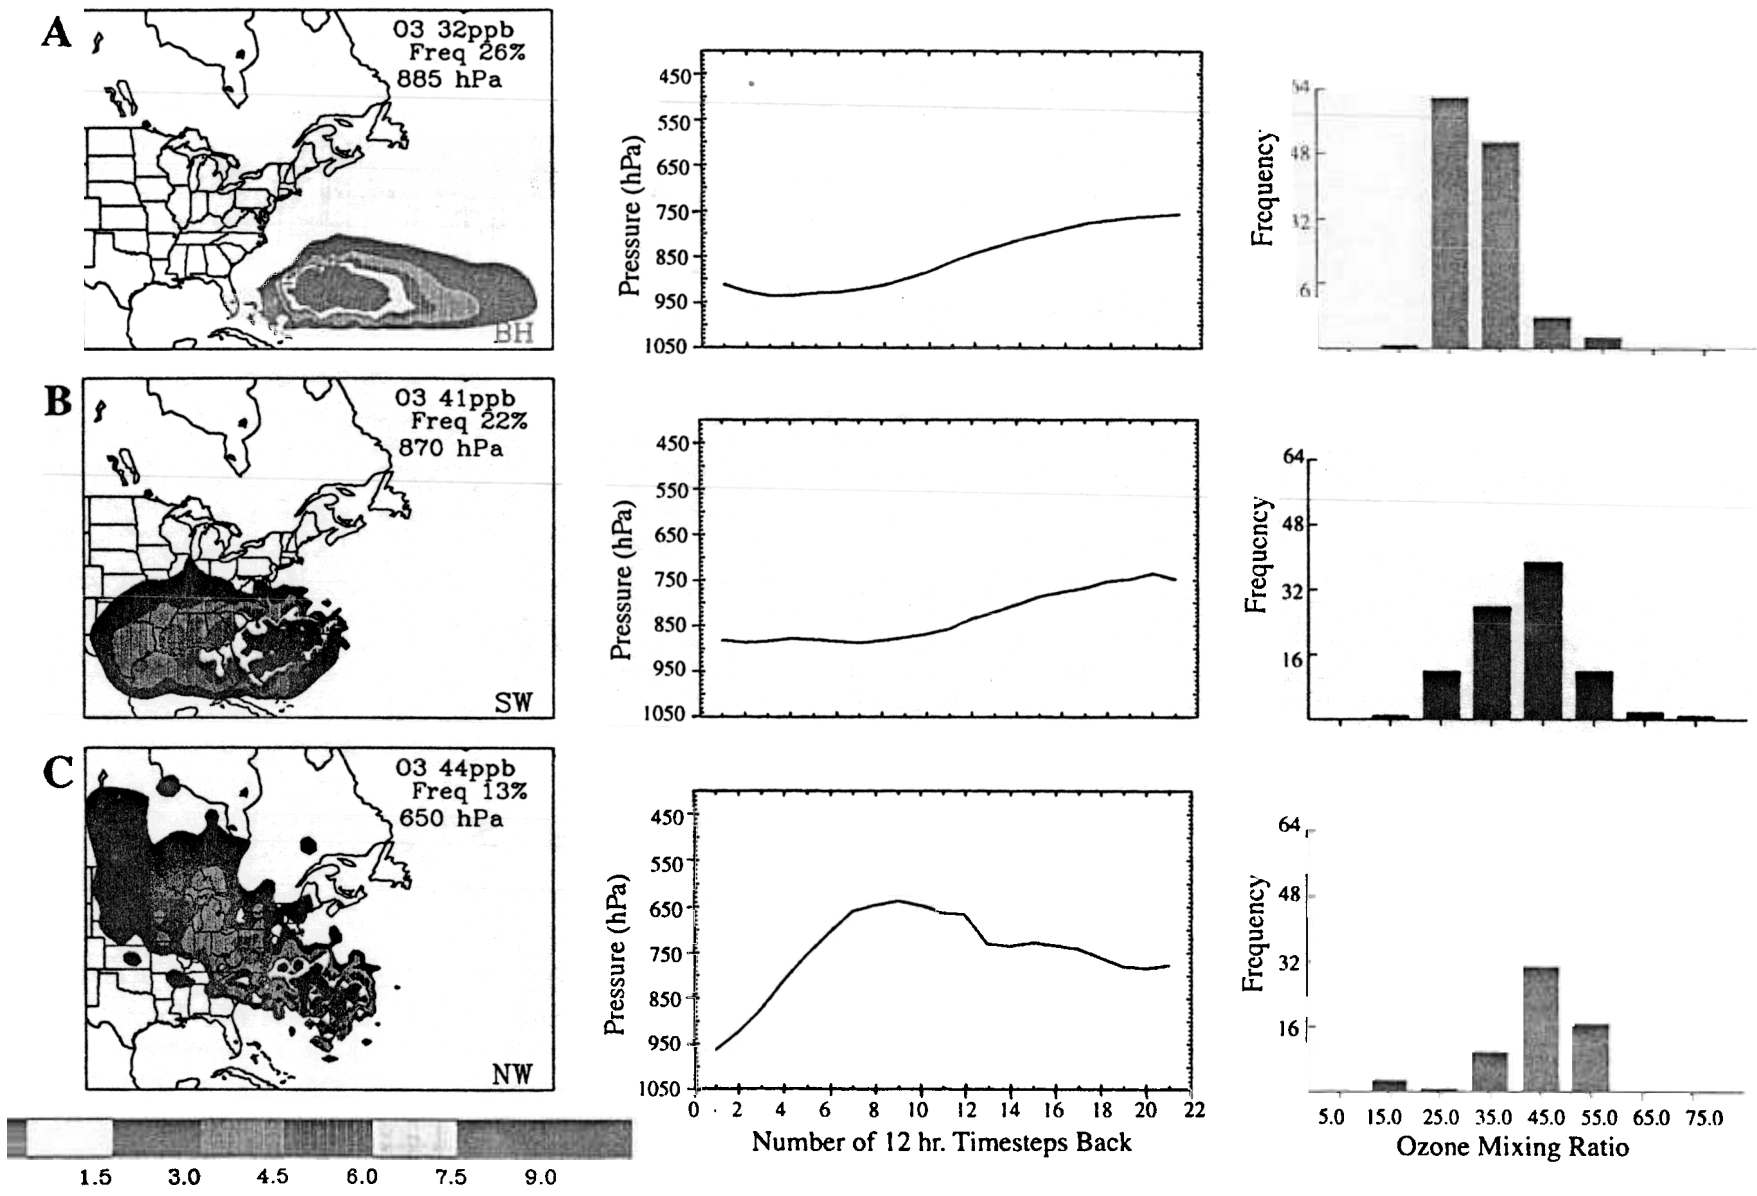 A
O3 32ppb
Freq 26%
885 hPa
BH
Pressure (hPa)
450
550
650
750
850
950
1050
Frequency
48
B
O3 41ppb
Freq 22%
870 hPa
SW
Pressure (hPa)
450
550
650
750
850
950
1050
Frequency
64
48
32
16
C
O3 44ppb
Freq 13%
650 hPa
NW
Pressure (hPa)
450
550
650
750
850
950
1050
0 2 4 6 8 10 12 14 16 18 20 22
Number of 12 hr. Timesteps Back
Frequency
64
48
32
16
5.0 15.0 25.0 35.0 45.0 55.0 65.0 75.0
Ozone Mixing Ratio
1.5 3.0 4.5 6.0 7.5 9.0